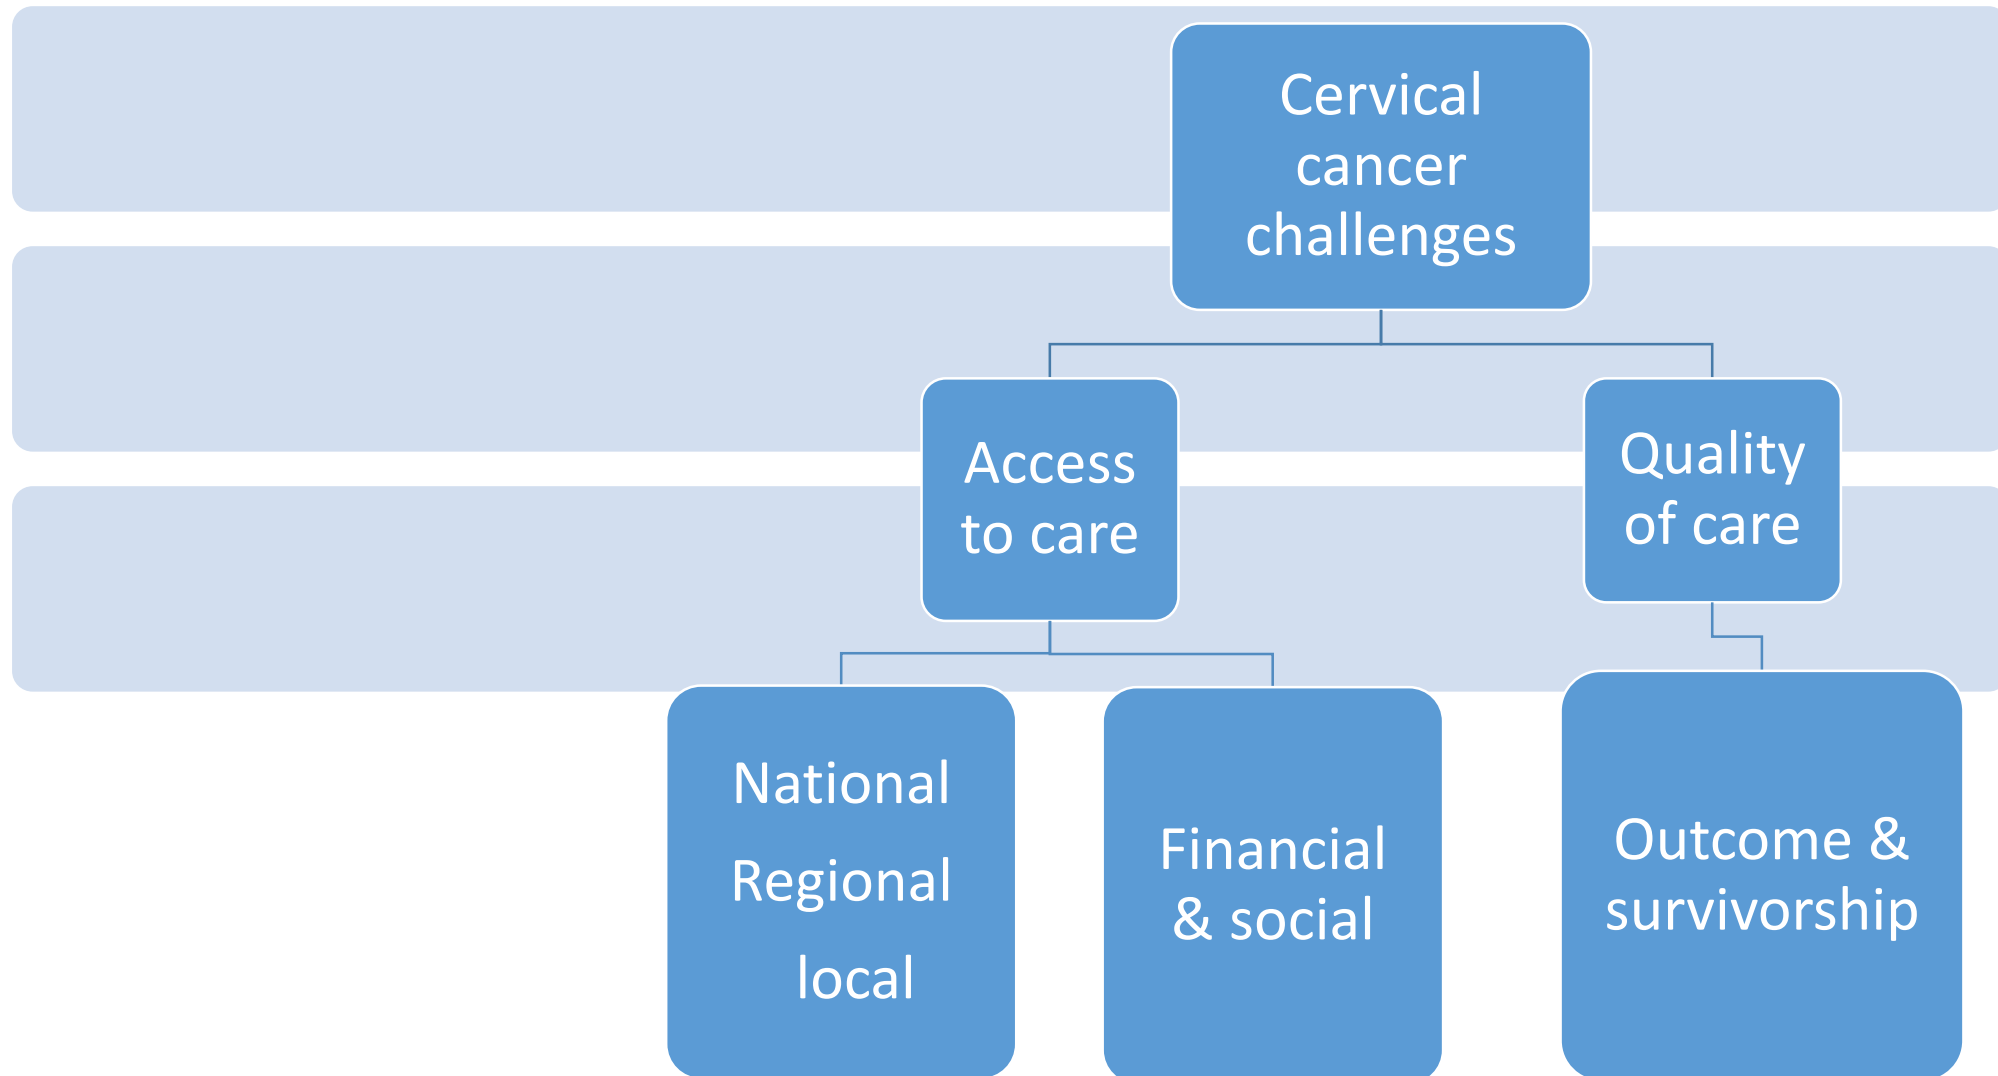 Cervical
cancer
challenges
Access
to care
Quality
of care
National
Regional
local
Financial
& social
Outcome &
survivorship